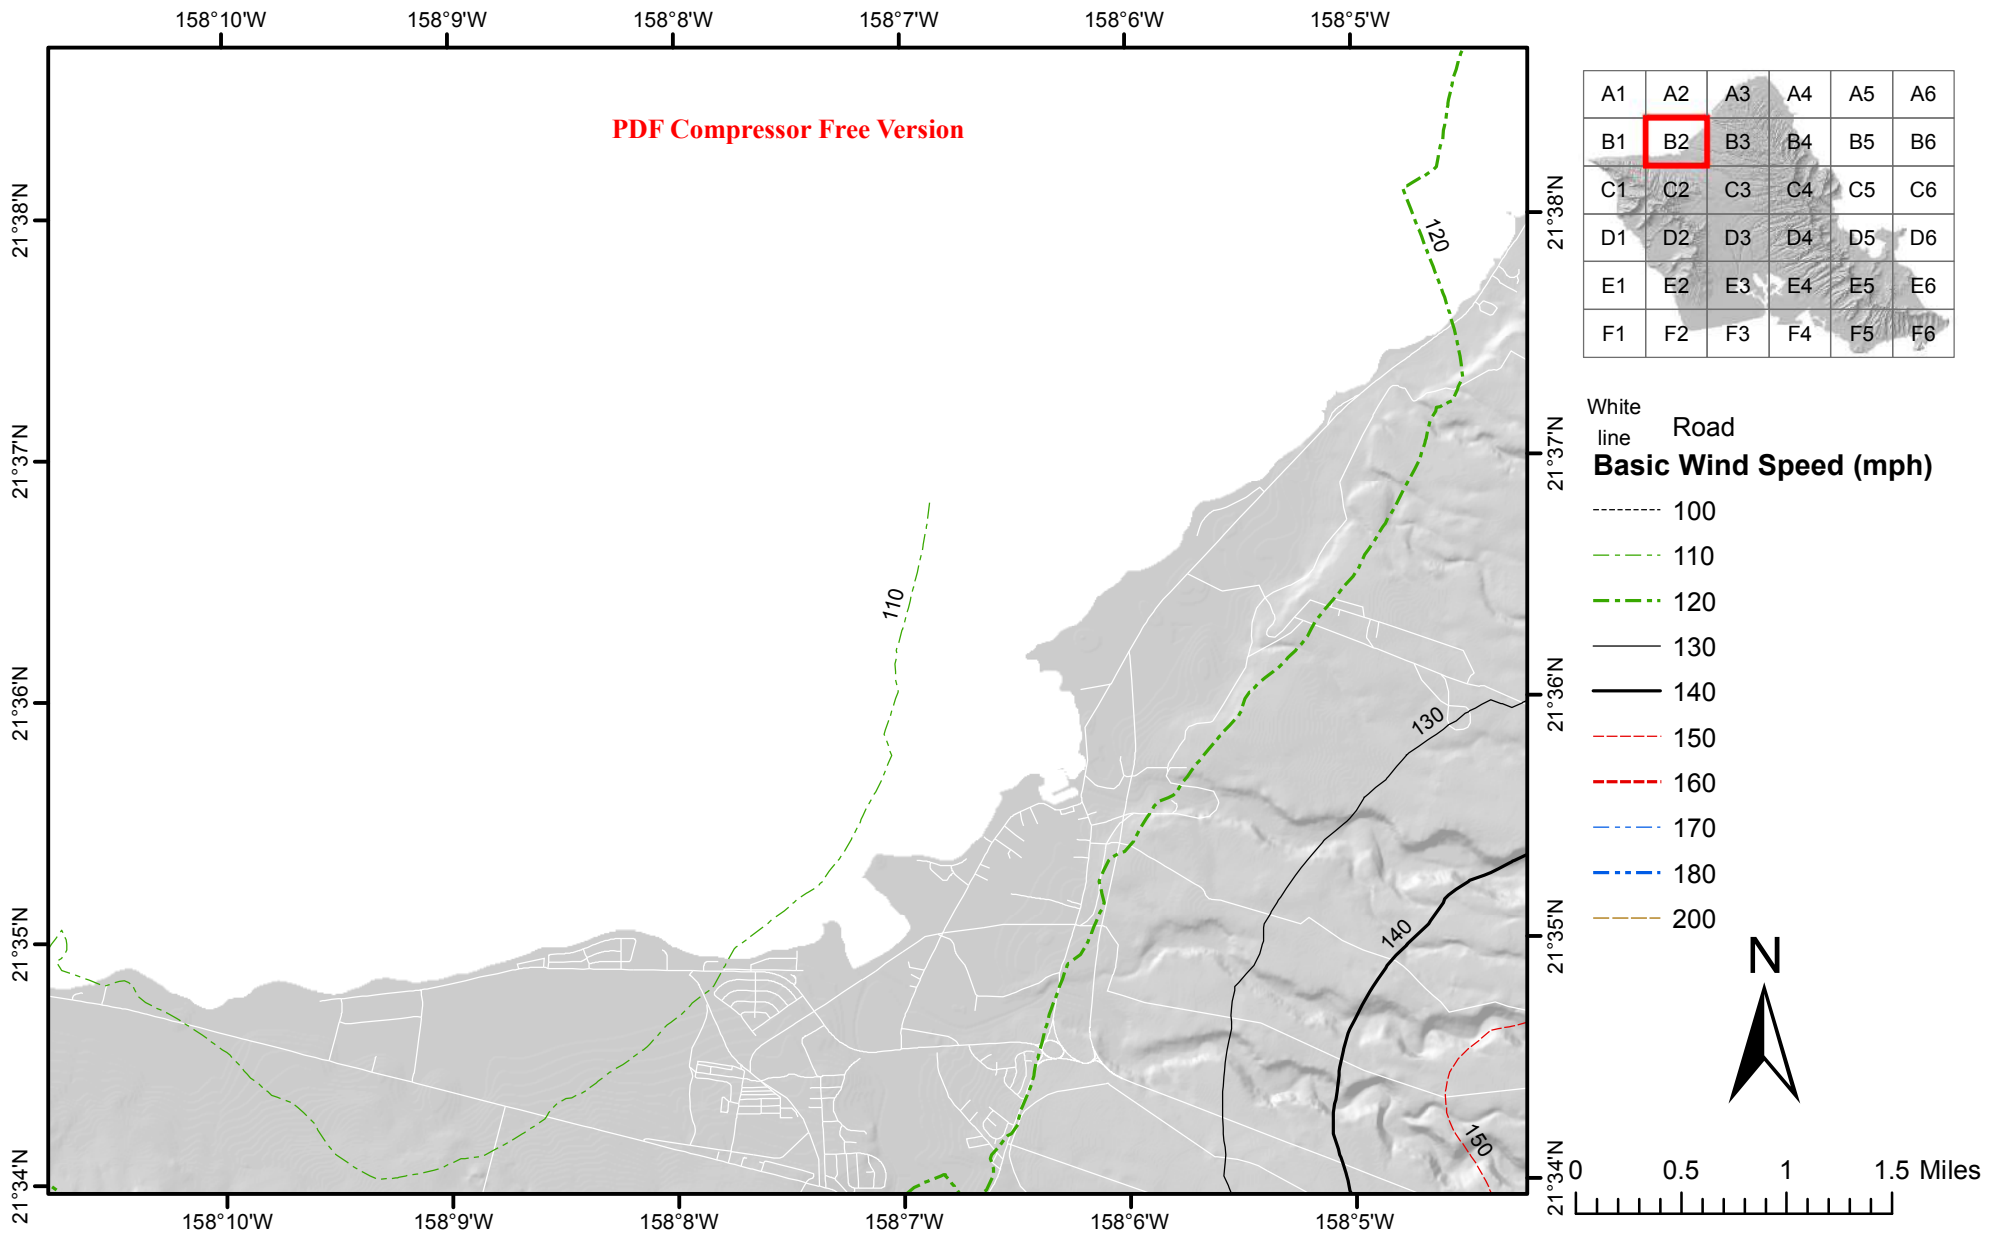 158°10'W 158°9'W 158°8'W 158°7'W 158°6'W 158°5'W
PDF Compressor Free Version
21°38'N
21°37'N
21°36'N
21°35'N
21°34'N
120
110
130
140
150
21°38'N
21°37'N
21°36'N
21°35'N
21°34'N
158°10'W 158°9'W 158°8'W 158°7'W 158°6'W 158°5'W
A1 A2 A3 A4 A5 A6
B1 B2 B3 B4 B5 B6
C1 C2 C3 C4 C5 C6
D1 D2 D3 D4 D5 D6
E1 E2 E3 E4 E5 E6
F1 F2 F3 F4 F5 F6
White
line Road
Basic Wind Speed (mph)
100
110
120
130
140
150
160
170
180
200
N
0 0.5 1 1.5 Miles